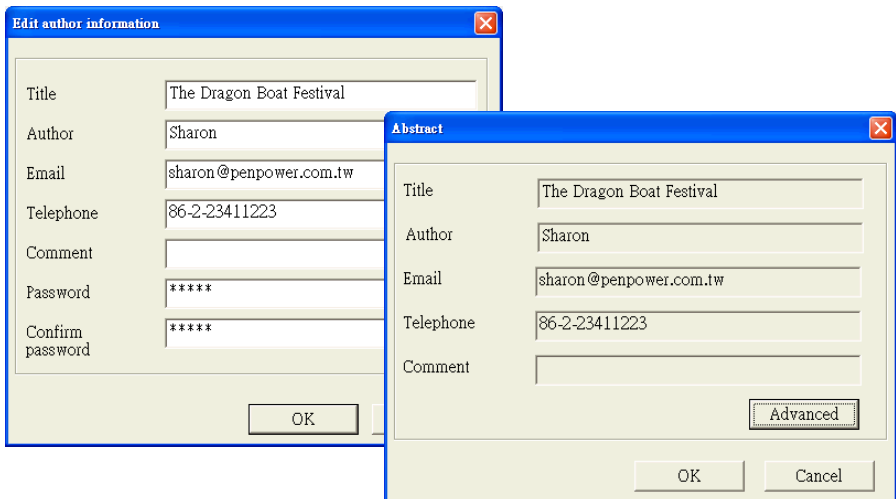 Edit author information
Title The Dragon Boat Festival
Author Sharon
Email sharon@penpower.com.tw
Telephone 86-2-23411223
Comment
Password *****
Confirm password *****
OK
Abstract
Title The Dragon Boat Festival
Author Sharon
Email sharon@penpower.com.tw
Telephone 86-2-23411223
Comment
Advanced
OK Cancel